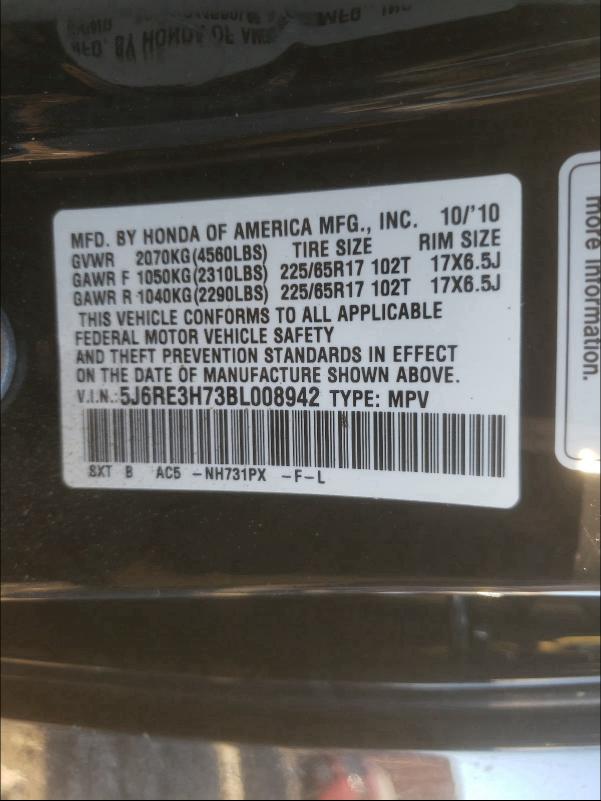 MFD. BY HONDA OF AMERICA MFG., INC. 10/'10
GVWR 2070KG(4560LBS) TIRE SIZE RIM SIZE
GAWR F 1050KG(2310LBS) 225/65R17 102T 17X6.5J
GAWR R 1040KG(2290LBS) 225/65R17 102T 17X6.5J
THIS VEHICLE CONFORMS TO ALL APPLICABLE
FEDERAL MOTOR VEHICLE SAFETY
AND THEFT PREVENTION STANDARDS IN EFFECT
ON THE DATE OF MANUFACTURE SHOWN ABOVE.
V.I.N.:5J6RE3H73BL008942 TYPE: MPV
SXT B AC5 -NH731PX -F-L
more information.